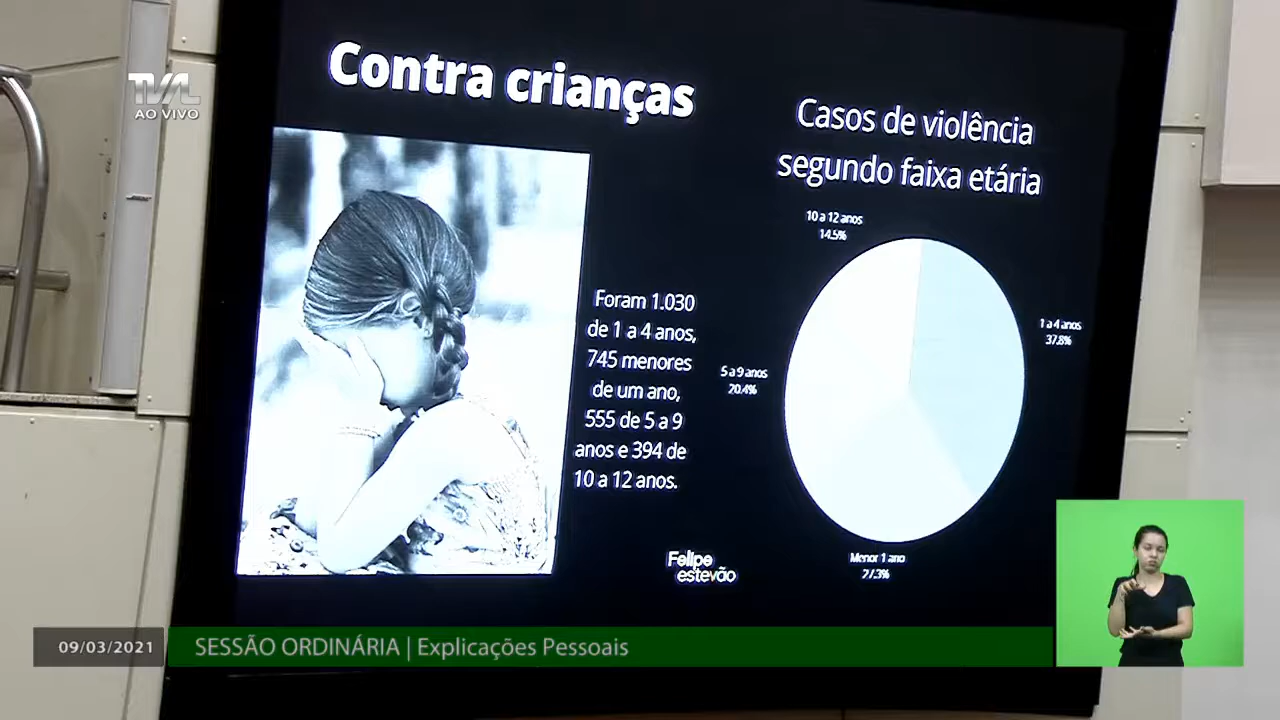 TVAL
AO VIVO
Contra crianças
Casos de violência
segundo faixa etária
10 a 12 anos
14.5%
1 a 4 anos
37.8%
5 a 9 anos
20.4%
Menor 1 ano
27.3%
Foram 1.030
de 1 a 4 anos,
745 menores
de um ano,
555 de 5 a 9
anos e 394 de
10 a 12 anos.
Felipe
estevão
09/03/2021
SESSÃO ORDINÁRIA | Explicações Pessoais